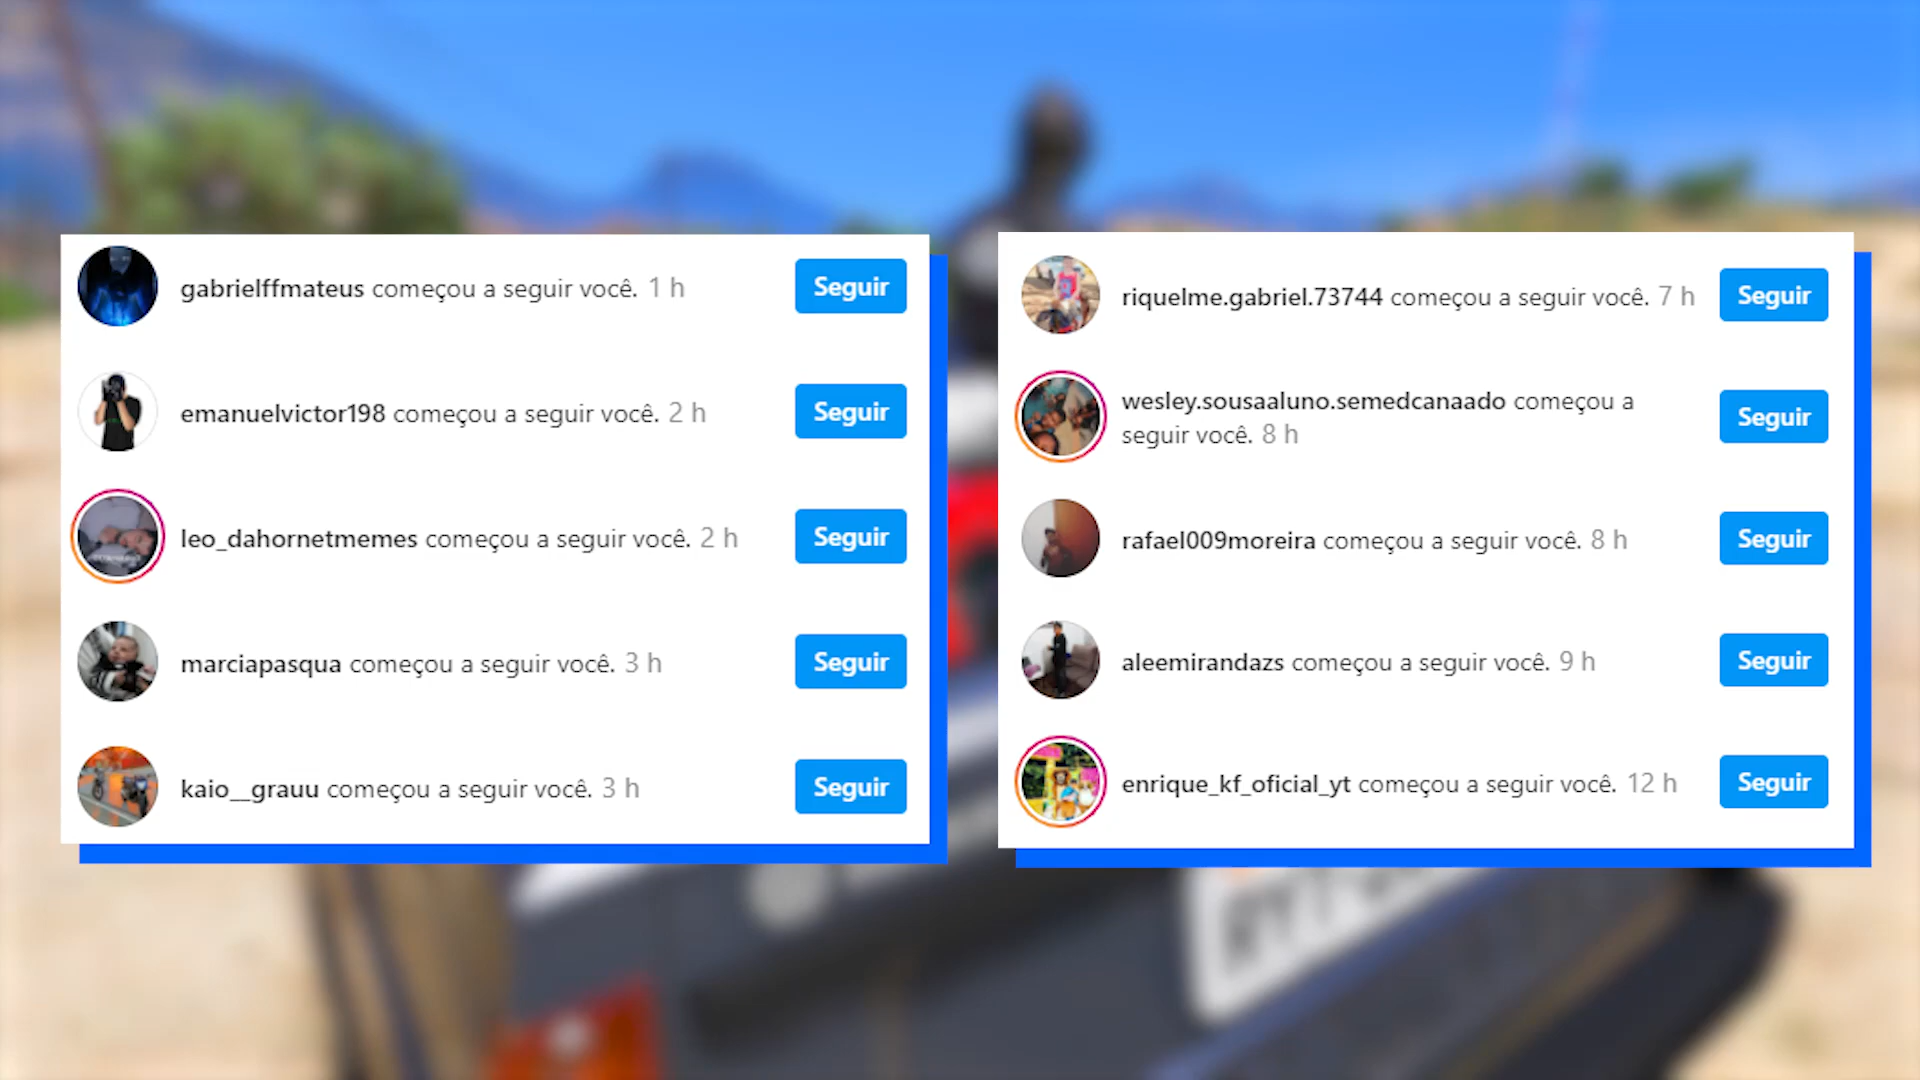 gabrielffmateus começou a seguir você. 1 h
Seguir
emanuelvictor198 começou a seguir você. 2 h
Seguir
leo_dahornetmemes começou a seguir você. 2 h
Seguir
marciapasqua começou a seguir você. 3 h
Seguir
kaio__grauu começou a seguir você. 3 h
Seguir
riquelme.gabriel.73744 começou a seguir você. 7 h
Seguir
wesley.sousaaluno.semedcanaado começou a
seguir você. 8 h
Seguir
rafael009moreira começou a seguir você. 8 h
Seguir
aleemirandazs começou a seguir você. 9 h
Seguir
enrique_kf_oficial_yt começou a seguir você. 12 h
Seguir